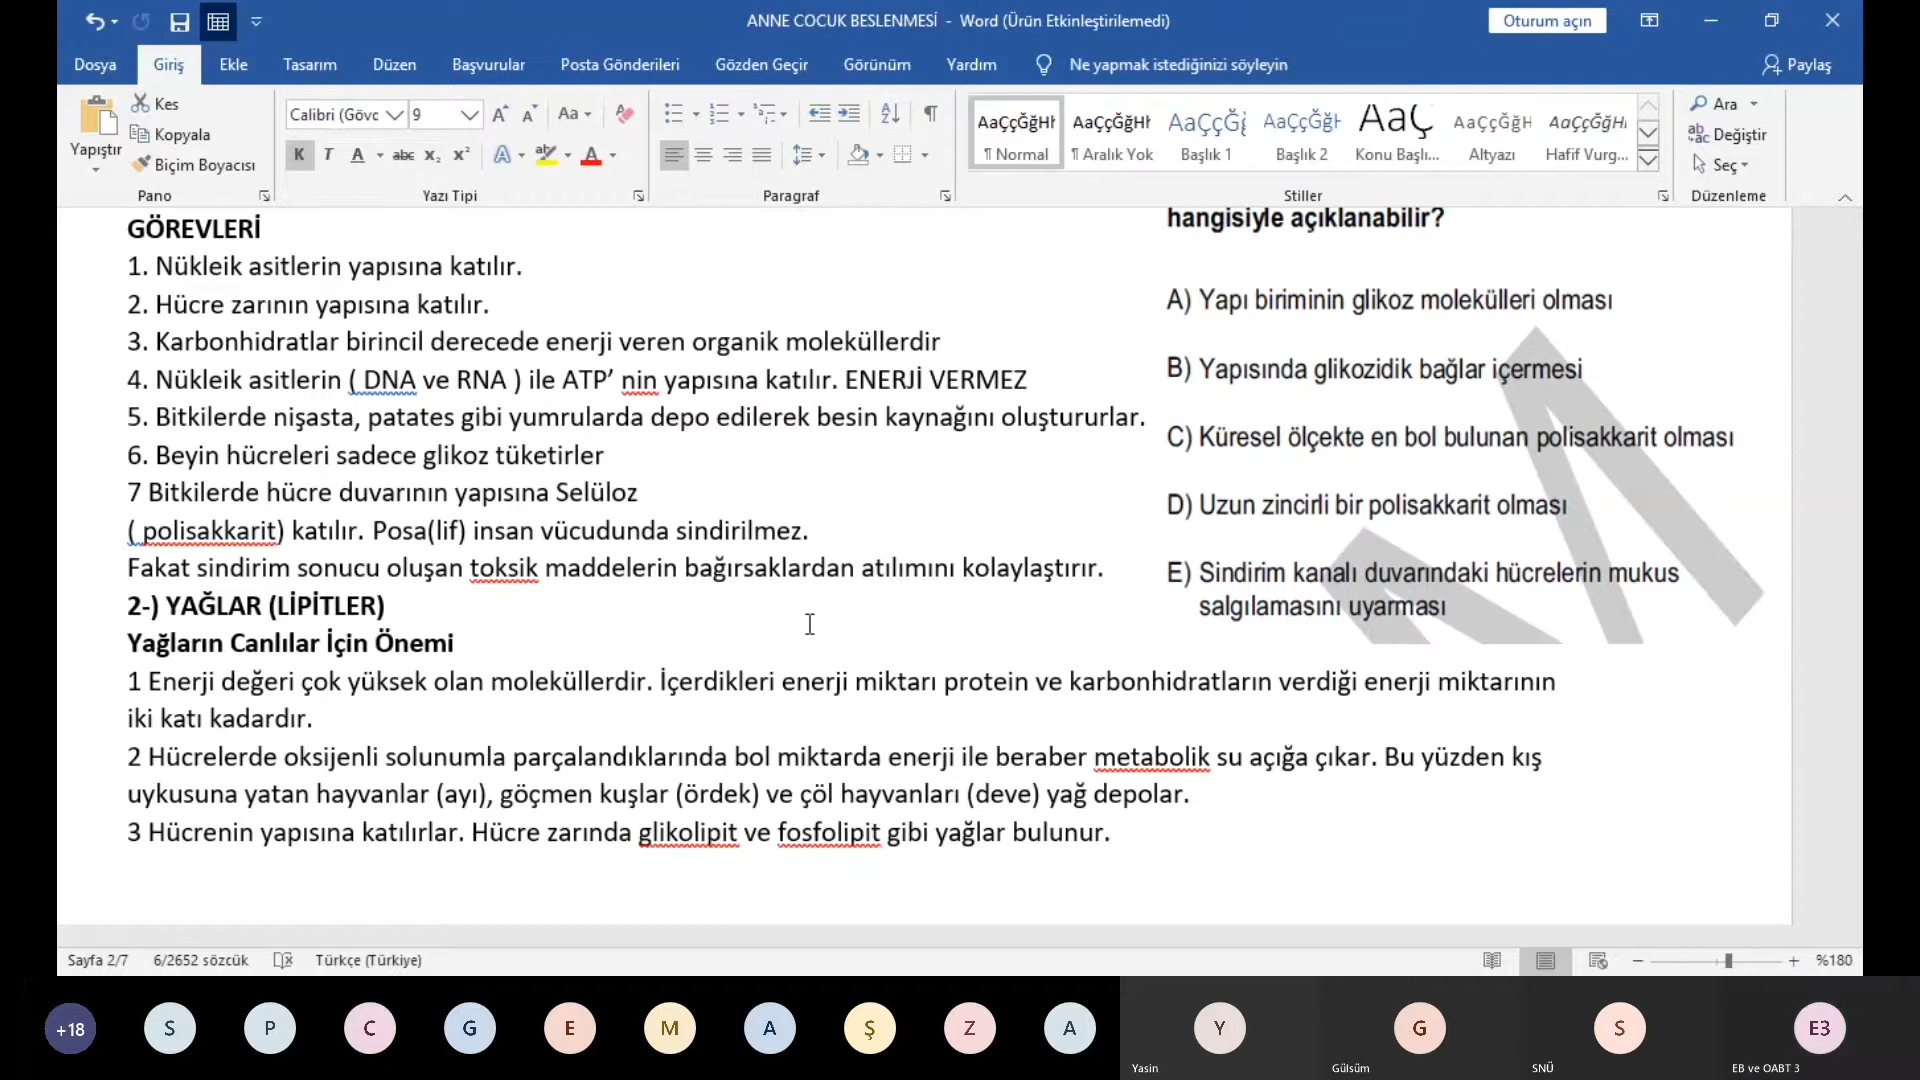 ANNE COCUK BESLENMESİ - Word (Ürün Etkinleştirilemedi)
Oturum açın
Dosya Giriş Ekle Tasarım Düzen Başvurular Posta Gönderileri Gözden Geçir Görünüm Yardım Ne yapmak istediğinizi söyleyin Paylaş
Yapıştır
Kes
Kopyala
Biçim Boyacısı
Pano
Calibri (Gövc 9
Aa
K T A abc x₂ x² A ab A
Yazı Tipi
Paragraf
AaÇçĞğHł AaÇçĞğHł AaÇçĞğ AaÇçĞğH AaÇ AaÇçĞğH AaÇçĞğHł
¶ Normal ¶ Aralık Yok Başlık 1 Başlık 2 Konu Başlı... Altyazı Hafif Vurg...
Stiller
Ara
Değiştir
Seç
Düzenleme
GÖREVLERİ
1. Nükleik asitlerin yapısına katılır.
2. Hücre zarının yapısına katılır.
3. Karbonhidratlar birincil derecede enerji veren organik moleküllerdir
4. Nükleik asitlerin ( DNA ve RNA ) ile ATP’ nin yapısına katılır. ENERJİ VERMEZ
5. Bitkilerde nişasta, patates gibi yumrularda depo edilerek besin kaynağını oluştururlar.
6. Beyin hücreleri sadece glikoz tüketirler
7 Bitkilerde hücre duvarının yapısına Selüloz
( polisakkarit) katılır. Posa(lif) insan vücudunda sindirilmez.
Fakat sindirim sonucu oluşan toksik maddelerin bağırsaklardan atılımını kolaylaştırır.
2-) YAĞLAR (LİPİTLER)
Yağların Canlılar İçin Önemi
1 Enerji değeri çok yüksek olan moleküllerdir. İçerdikleri enerji miktarı protein ve karbonhidratların verdiği enerji miktarının
iki katı kadardır.
2 Hücrelerde oksijenli solunumla parçalandıklarında bol miktarda enerji ile beraber metabolik su açığa çıkar. Bu yüzden kış
uykusuna yatan hayvanlar (ayı), göçmen kuşlar (ördek) ve çöl hayvanları (deve) yağ depolar.
3 Hücrenin yapısına katılırlar. Hücre zarında glikolipit ve fosfolipit gibi yağlar bulunur.
hangisiyle açıklanabilir?
A) Yapı biriminin glikoz molekülleri olması
B) Yapısında glikozidik bağlar içermesi
C) Küresel ölçekte en bol bulunan polisakkarit olması
D) Uzun zincirli bir polisakkarit olması
E) Sindirim kanalı duvarındaki hücrelerin mukus
salgılamasını uyarması
Sayfa 2/7 6/2652 sözcük Türkçe (Türkiye) %180
+18 S P C G E M A Ş Z A Y G S E3
Yasin Gülsüm SNÜ EB ve OABT 3